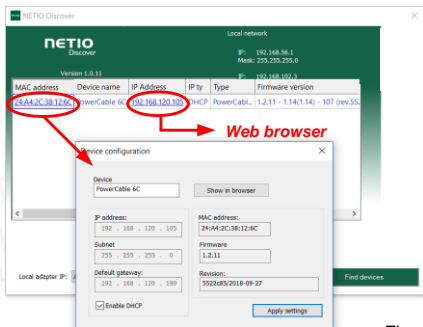 NETIO Discover
Local network
NETIO
Discover
IP: 192.168.56.1
Mask: 255.255.255.0
Version 1.0.11
IP: 192.168.102.3
MAC address Device name IP Address IP ty Type Firmware version
24:A4:2C:38:12:6C PowerCable 6C 192.168.120.105 DHCP PowerCabl... 1.2.11 - 1.14(1.14) - 107 (rev.55
Web browser
Device configuration
Device
PowerCable 6C
Show in browser
IP address:
192 . 168 . 120 . 105
MAC address:
24:A4:2C:38:12:6C
Subnet
255 . 255 . 255 . 0
Firmware
1.2.11
Default gateway:
192 . 168 . 120 . 190
Revision:
5522c85/2018-09-27
Local adapter IP:
Find devices
Enable DHCP
Apply settings